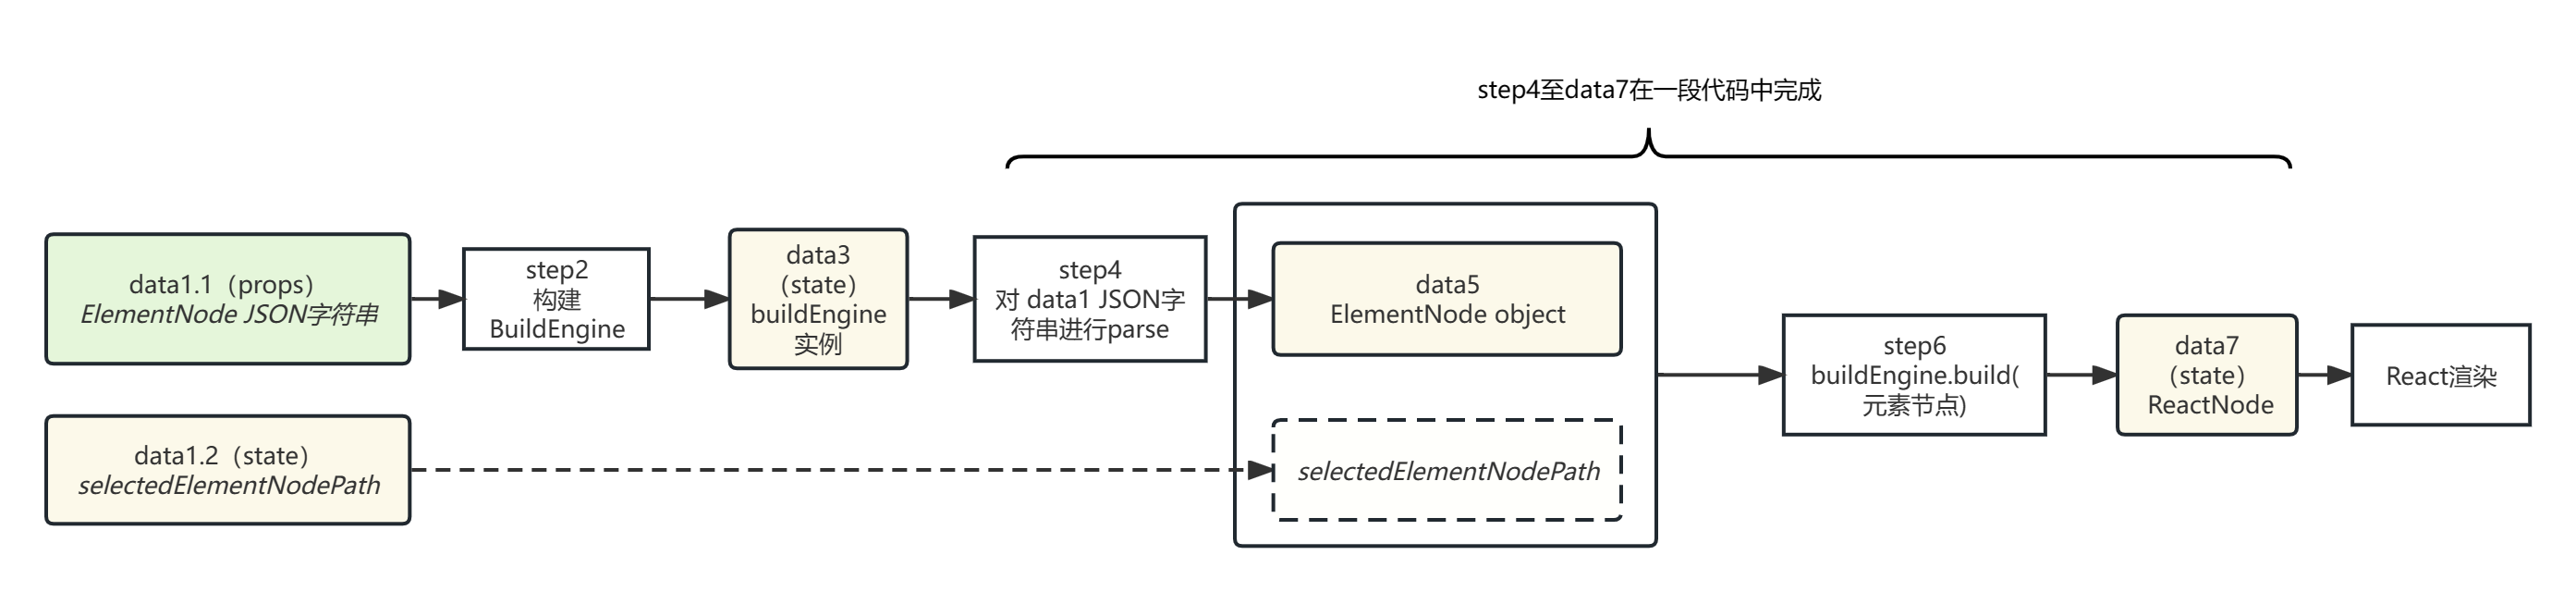 step4至data7在一段代码中完成
data1.1（props）
ElementNode JSON字符串
step2
构建
BuildEngine
data3
（state）
buildEngine
实例
step4
对 data1 JSON字
符串进行parse
data5
ElementNode object
step6
buildEngine.build(
元素节点)
data7
（state）
ReactNode
React渲染
data1.2（state）
selectedElementNodePath
selectedElementNodePath